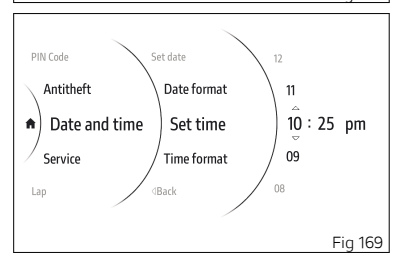 PIN Code Set date 12
Antitheft Date format 11
Date and time Set time 10 : 25 pm
Service Time format 09
Lap Back 08
Fig 169